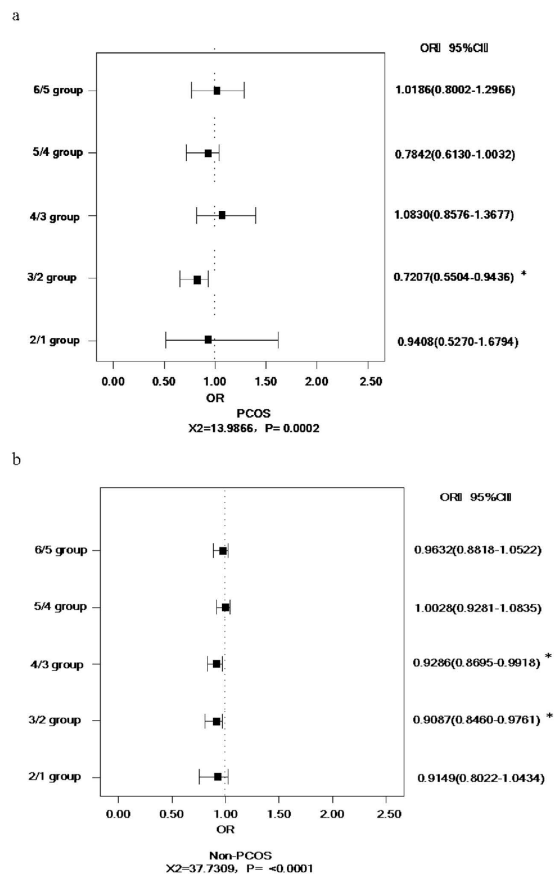 a
OR 95%CI
6/5 group 1.0186(0.8002-1.2966)
5/4 group 0.7842(0.6130-1.0032)
4/3 group 1.0830(0.8576-1.3677)
3/2 group 0.7207(0.5504-0.9436) *
2/1 group 0.9408(0.5270-1.6794)
0.00 0.50 1.00 1.50 2.00 2.50
OR
PCOS
X2=13.9866, P= 0.0002
b
OR 95%CI
6/5 group 0.9632(0.8818-1.0522)
5/4 group 1.0028(0.9281-1.0835)
4/3 group 0.9286(0.8695-0.9918) *
3/2 group 0.9087(0.8460-0.9761) *
2/1 group 0.9149(0.8022-1.0434)
0.00 0.50 1.00 1.50 2.00 2.50
OR
Non-PCOS
X2=37.7309, P= <0.0001